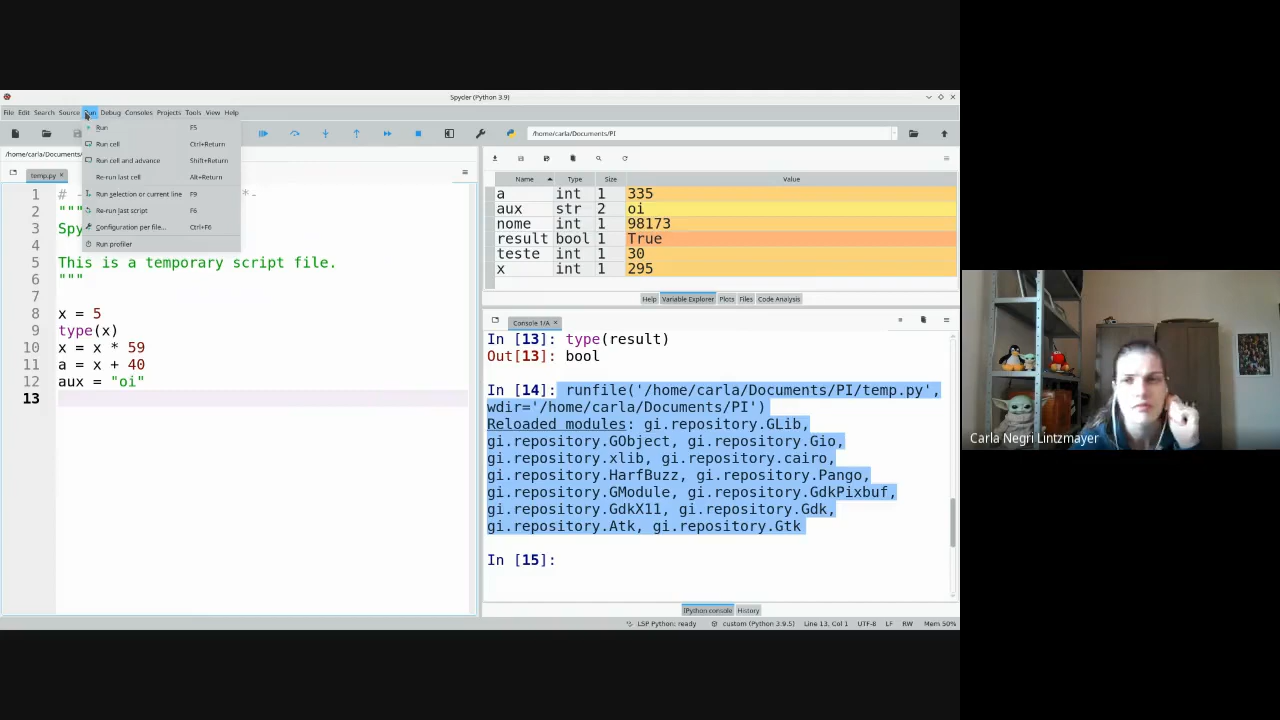 Spyder (Python 3.9)
File Edit Search Source Run Debug Consoles Projects Tools View Help
Run F5
Run cell Ctrl+Return
Run cell and advance Shift+Return
Re-run last cell Alt+Return
Run selection or current line F9
Re-run last script F6
Configuration per file... Ctrl+F6
Run profiler
/home/carla/Documents/PI
/home/carla/Documents/
temp.py
1 # - *-
2 """
3 Spy
4
5 This is a temporary script file.
6 """
7
8 x = 5
9 type(x)
10 x = x * 59
11 a = x + 40
12 aux = "oi"
13
Name Type Size Value
a int 1 335
aux str 2 oi
nome int 1 98173
result bool 1 True
teste int 1 30
x int 1 295
Help Variable Explorer Plots Files Code Analysis
Console 1/A
In [13]: type(result)
Out[13]: bool
In [14]: runfile('/home/carla/Documents/PI/temp.py',
wdir='/home/carla/Documents/PI')
Reloaded modules: gi.repository.GLib,
gi.repository.GObject, gi.repository.Gio,
gi.repository.xlib, gi.repository.cairo,
gi.repository.HarfBuzz, gi.repository.Pango,
gi.repository.GModule, gi.repository.GdkPixbuf,
gi.repository.GdkX11, gi.repository.Gdk,
gi.repository.Atk, gi.repository.Gtk
In [15]:
IPython console History
LSP Python: ready custom (Python 3.9.5) Line 13, Col 1 UTF-8 LF RW Mem 50%
Carla Negri Lintzmayer